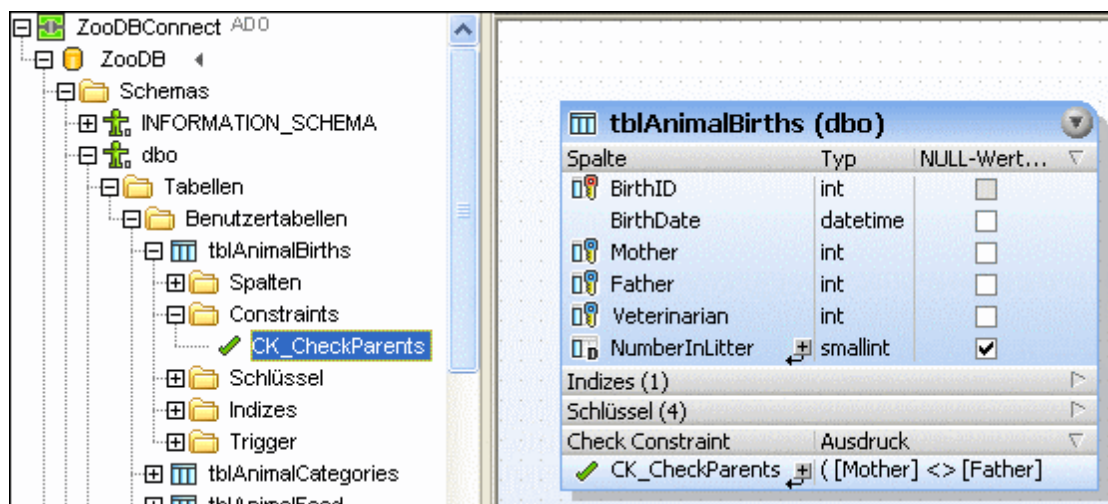 ZooDBConnect ADO
ZooDB
Schemas
INFORMATION_SCHEMA
dbo
Tabellen
Benutzertabellen
tblAnimalBirths
Spalten
Constraints
CK_CheckParents
Schlüssel
Indizes
Trigger
tblAnimalCategories
tblAnimalFood
tblAnimalBirths (dbo)
Spalte Typ NULL-Wert...
BirthID int
BirthDate datetime
Mother int
Father int
Veterinarian int
D NumberInLitter smallint
Indizes (1)
Schlüssel (4)
Check Constraint Ausdruck
CK_CheckParents ( [Mother] <> [Father]